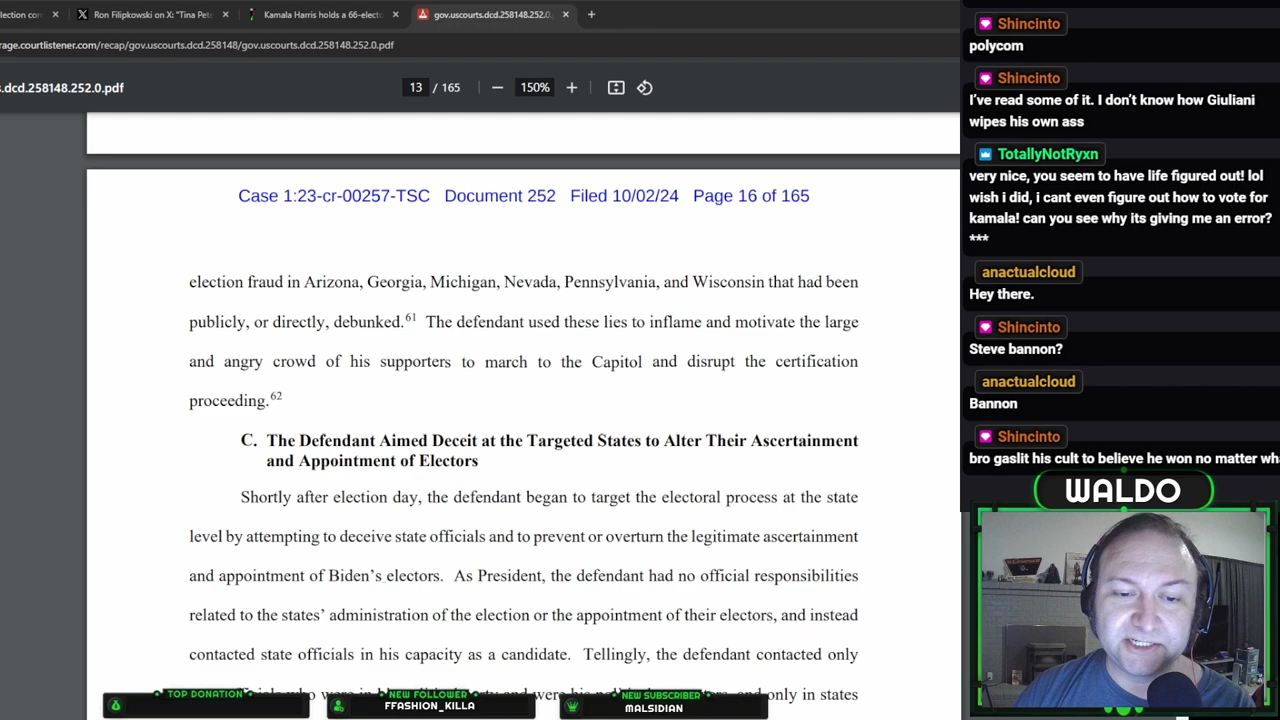 lection con
Ron Filipkowski on X: "Tina Pet
Kamala Harris holds a 66-electo
gov.uscourts.dcd.258148.252.0.p
rage.courtlistener.com/recap/gov.uscourts.dcd.258148/gov.uscourts.dcd.258148.252.0.pdf
s.dcd.258148.252.0.pdf
13 / 165
150%
Case 1:23-cr-00257-TSC Document 252 Filed 10/02/24 Page 16 of 165
election fraud in Arizona, Georgia, Michigan, Nevada, Pennsylvania, and Wisconsin that had been
publicly, or directly, debunked.61 The defendant used these lies to inflame and motivate the large
and angry crowd of his supporters to march to the Capitol and disrupt the certification
proceeding.62
C. The Defendant Aimed Deceit at the Targeted States to Alter Their Ascertainment
and Appointment of Electors
Shortly after election day, the defendant began to target the electoral process at the state
level by attempting to deceive state officials and to prevent or overturn the legitimate ascertainment
and appointment of Biden's electors. As President, the defendant had no official responsibilities
related to the states' administration of the election or the appointment of their electors, and instead
contacted state officials in his capacity as a candidate. Tellingly, the defendant contacted only
who were in and were his and only in states
TOP DONATION
NEW FOLLOWER
FFASHION_KILLA
NEW SUBSCRIBER
MALSIDIAN
Shincinto
polycom
Shincinto
I've read some of it. I don't know how Giuliani
wipes his own ass
TotallyNotRyxn
very nice, you seem to have life figured out! lol
wish i did, i cant even figure out how to vote for
kamala! can you see why its giving me an error?
***
anactualcloud
Hey there.
Shincinto
Steve bannon?
anactualcloud
Bannon
Shincinto
bro gaslit his cult to believe he won no matter wha
WALDO